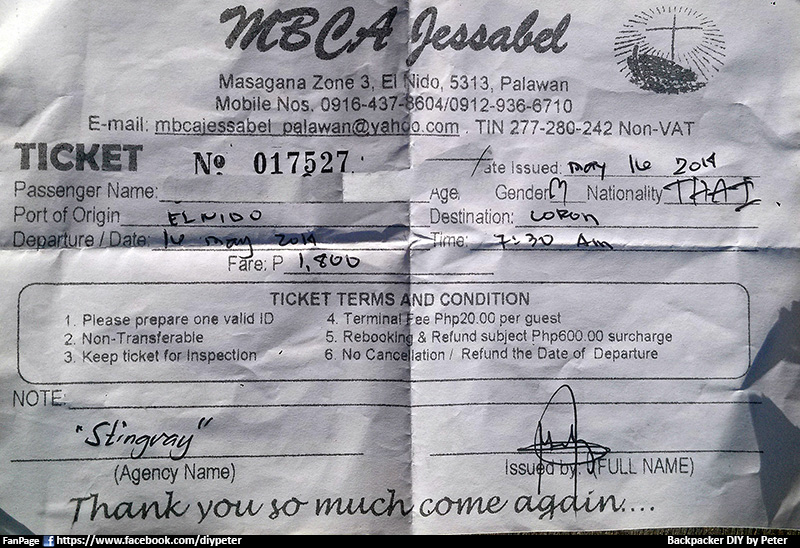 MBCA Jessabel
Masagana Zone 3, El Nido, 5313, Palawan
Mobile Nos. 0916-437-8604/0912-936-6710
E-mail: mbcajessabel_palawan@yahoo.com . TIN 277-280-242 Non-VAT
TICKET No 017527 ate Issued: may 16 2014
Passenger Name: Age, Gender M Nationality THAI.
Port of Origin ELNIDO Destination: CORON
Departure / Date: 16 may 2014 Time: 7:30 Am
Fare: P 1,800
TICKET TERMS AND CONDITION
1. Please prepare one valid ID
2. Non-Transferable
3. Keep ticket for Inspection
4. Terminal Fee Php20.00 per guest
5. Rebooking & Refund subject Php600.00 surcharge
6. No Cancellation / Refund the Date of Departure
NOTE:
"Stingray"
(Agency Name)
Issued by: (FULL NAME)
Thank you so much come again....
FanPage f https://www.facebook.com/diypeter Backpacker DIY by Peter